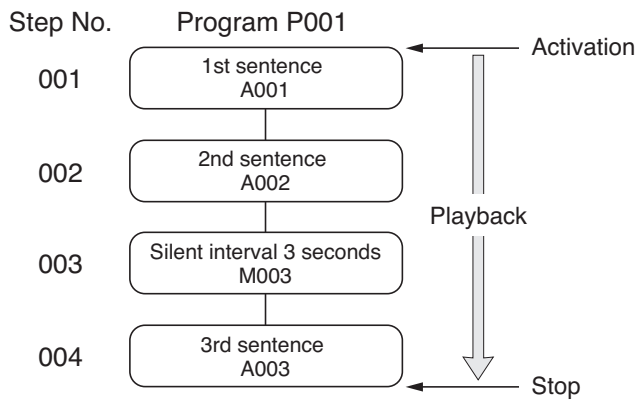 Step No.
Program P001
Activation
001
1st sentence
A001
002
2nd sentence
A002
Playback
003
Silent interval 3 seconds
M003
004
3rd sentence
A003
Stop